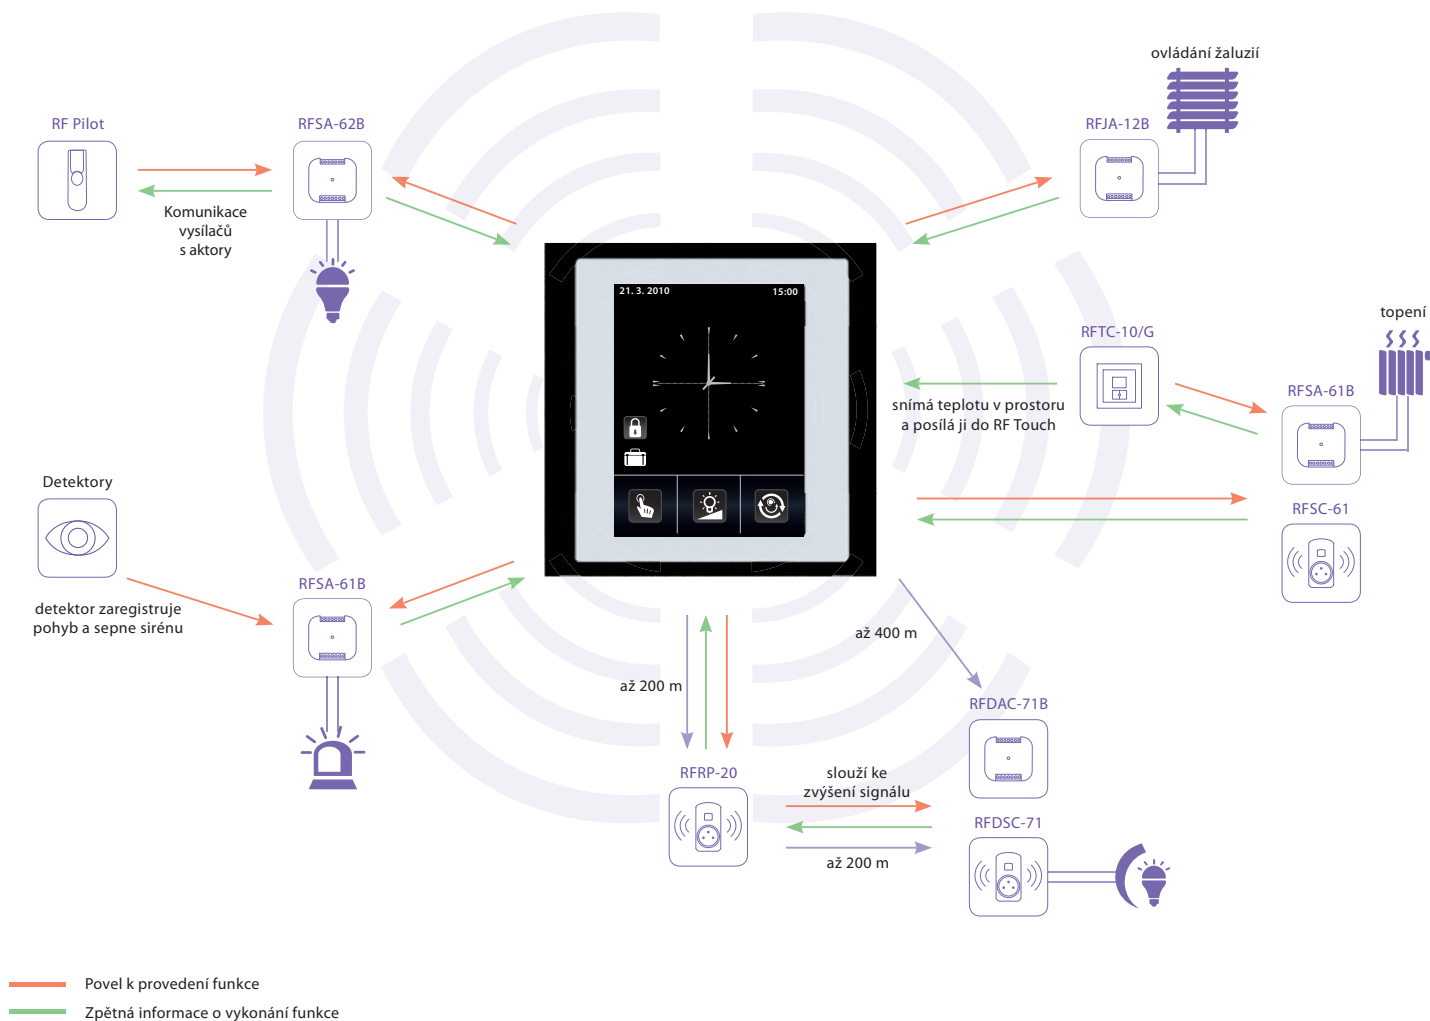 ovládání žaluzií
RF Pilot
RFSA-62B
RFJA-12B
Komunikace
vysílačů
s aktory
21. 3. 2010
15:00
topení
RFTC-10/G
RFSA-61B
snímá teplotu v prostoru
a posílá ji do RF Touch
Detektory
RFSC-61
RFSA-61B
detektor zaregistruje
pohyb a sepne sirénu
až 400 m
až 200 m
RFDAC-71B
RFRP-20
slouží ke
zvýšení signálu
RFDSC-71
až 200 m
Povel k provedení funkce
Zpětná informace o vykonání funkce